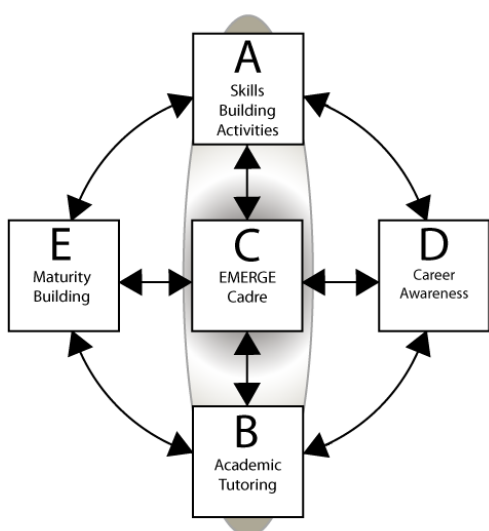 A
Skills
Building
Activities
E
Maturity
Building
C
EMERGE
Cadre
D
Career
Awareness
B
Academic
Tutoring